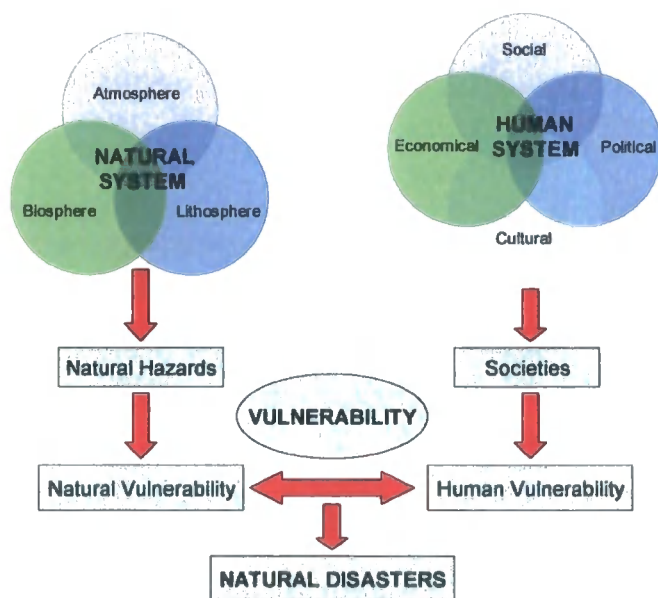 Atmosphere
NATURAL
SYSTEM
Biosphere
Lithosphere
Social
HUMAN
SYSTEM
Economical
Political
Cultural
Natural Hazards
Societies
VULNERABILITY
Natural Vulnerability
Human Vulnerability
NATURAL DISASTERS